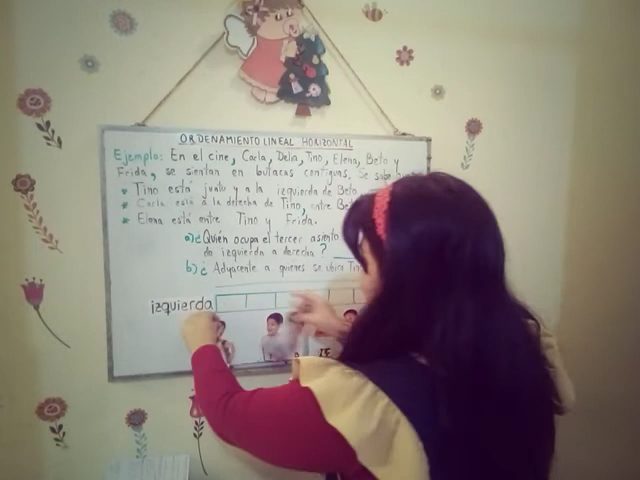 ORDENAMIENTO LINEAL HORIZONTAL
Ejemplo: En el cine, Carla, Delia, Tino, Elena, Beto y
Frida, se sientan en butacas contiguas. Se sabe
* Tino está junto y a la izquierda de Beto
* Carla está a la derecha de Tino, entre
* Elena está entre Tino y Frida.
a) ¿Quién ocupa el tercer asiento
de izquierda a derecha?
b) ¿ Adyacente a quienes se ubica
izquierda